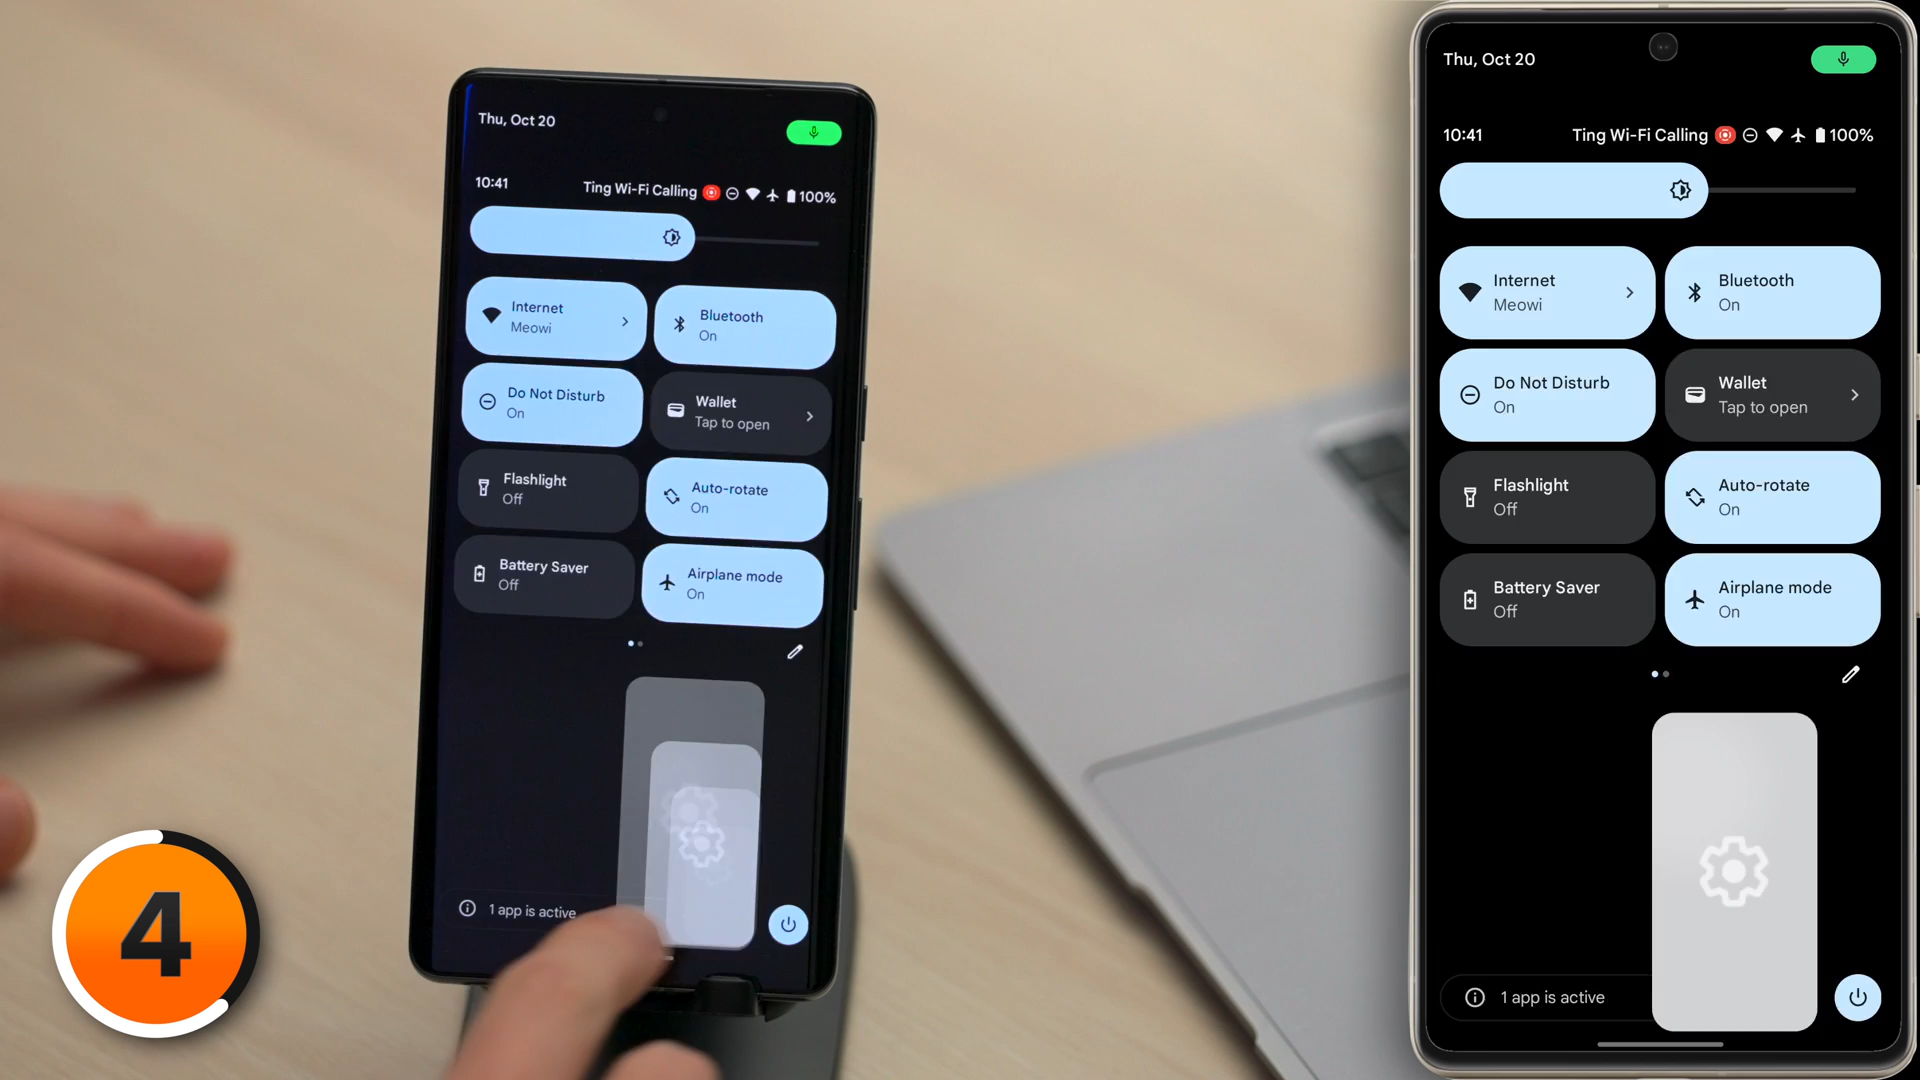 Thu, Oct 20
10:41 Ting Wi-Fi Calling 100%
Internet
Meowi
Bluetooth
On
Do Not Disturb
On
Wallet
Tap to open
Flashlight
Off
Auto-rotate
On
Battery Saver
Off
Airplane mode
On
1 app is active
4
Thu, Oct 20
10:41 Ting Wi-Fi Calling 100%
Internet
Meowi
Bluetooth
On
Do Not Disturb
On
Wallet
Tap to open
Flashlight
Off
Auto-rotate
On
Battery Saver
Off
Airplane mode
On
1 app is active